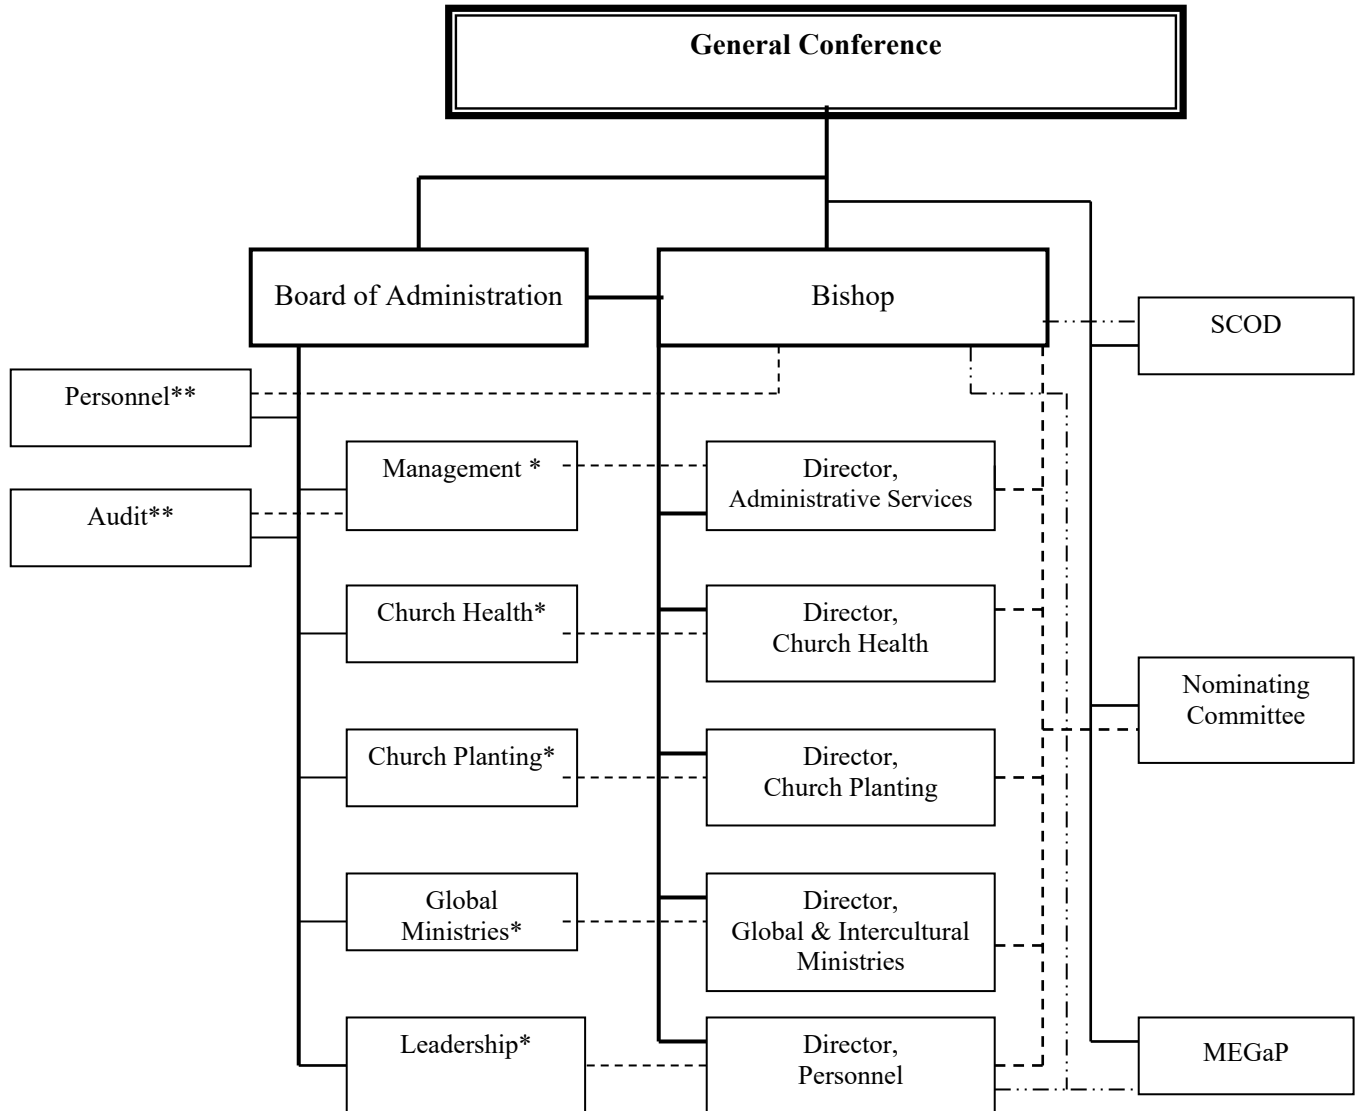 General Conference
Board of Administration
Bishop
SCOD
Personnel**
Management *
Director,
Administrative Services
Audit**
Church Health*
Director,
Church Health
Nominating
Committee
Church Planting*
Director,
Church Planting
Global
Ministries*
Director,
Global & Intercultural
Ministries
Leadership*
Director,
Personnel
MEGaP